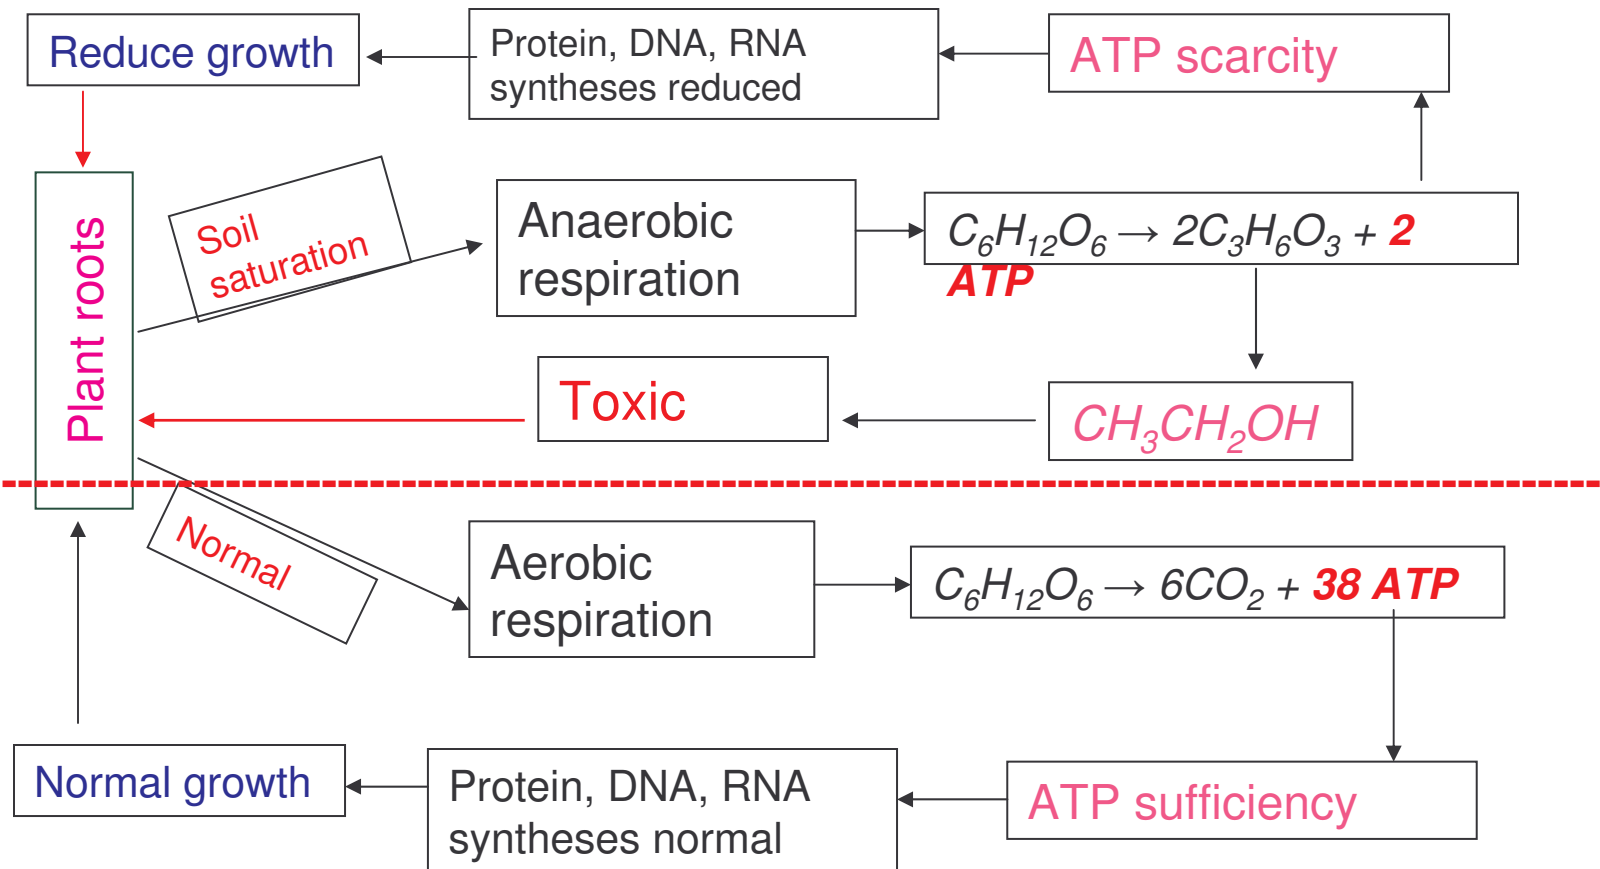 Reduce growth
Protein, DNA, RNA
syntheses reduced
ATP scarcity
Plant roots
Soil
saturation
Anaerobic
respiration
C₆H₁₂O₆ → 2C₃H₆O₃ + 2
ATP
Toxic
CH₃CH₂OH
Normal
Aerobic
respiration
C₆H₁₂O₆ → 6CO₂ + 38 ATP
Normal growth
Protein, DNA, RNA
syntheses normal
ATP sufficiency